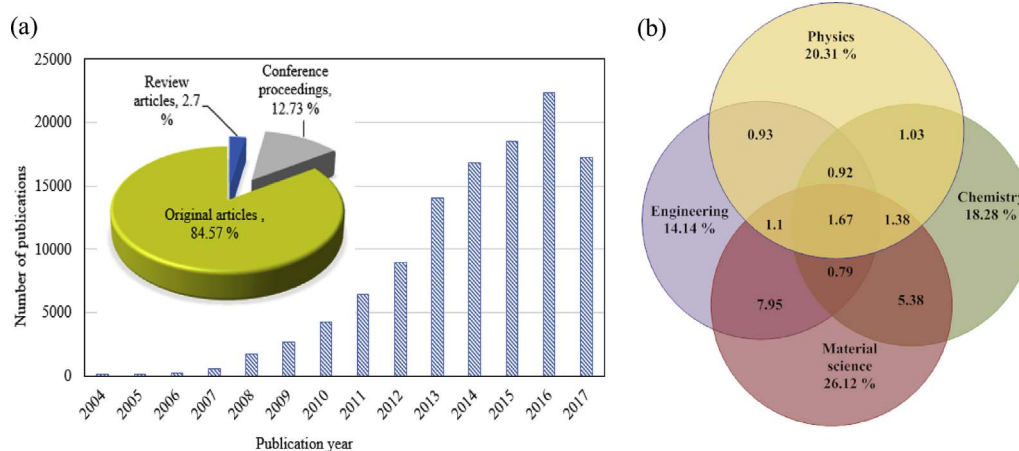 (a)
25000
20000
15000
10000
5000
0
Number of publications
Review
articles, 2.7
%
Conference
proceedings,
12.73 %
Original articles ,
84.57 %
2004
2005
2006
2007
2008
2009
2010
2011
2012
2013
2014
2015
2016
2017
Publication year
(b)
Physics
20.31 %
0.93
1.03
0.92
Engineering
14.14 %
Chemistry
18.28 %
1.1
1.67
1.38
0.79
7.95
5.38
Material
science
26.12 %